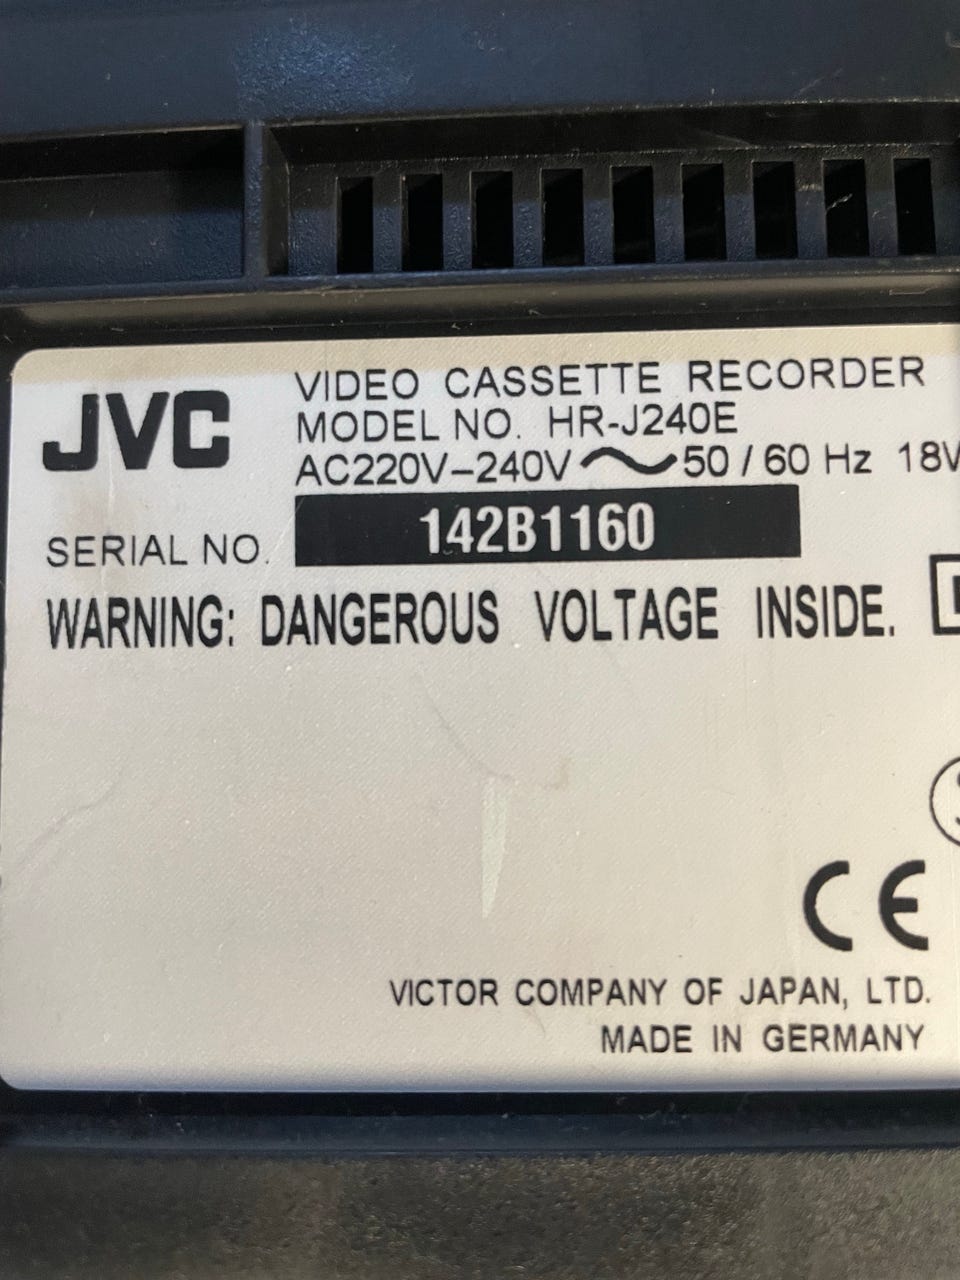 JVC
VIDEO CASSETTE RECORDER
MODEL NO. HR-J240E
AC220V–240V ~ 50 / 60 Hz 18W
SERIAL NO. 142B1160
WARNING: DANGEROUS VOLTAGE INSIDE.
CE
VICTOR COMPANY OF JAPAN, LTD.
MADE IN GERMANY